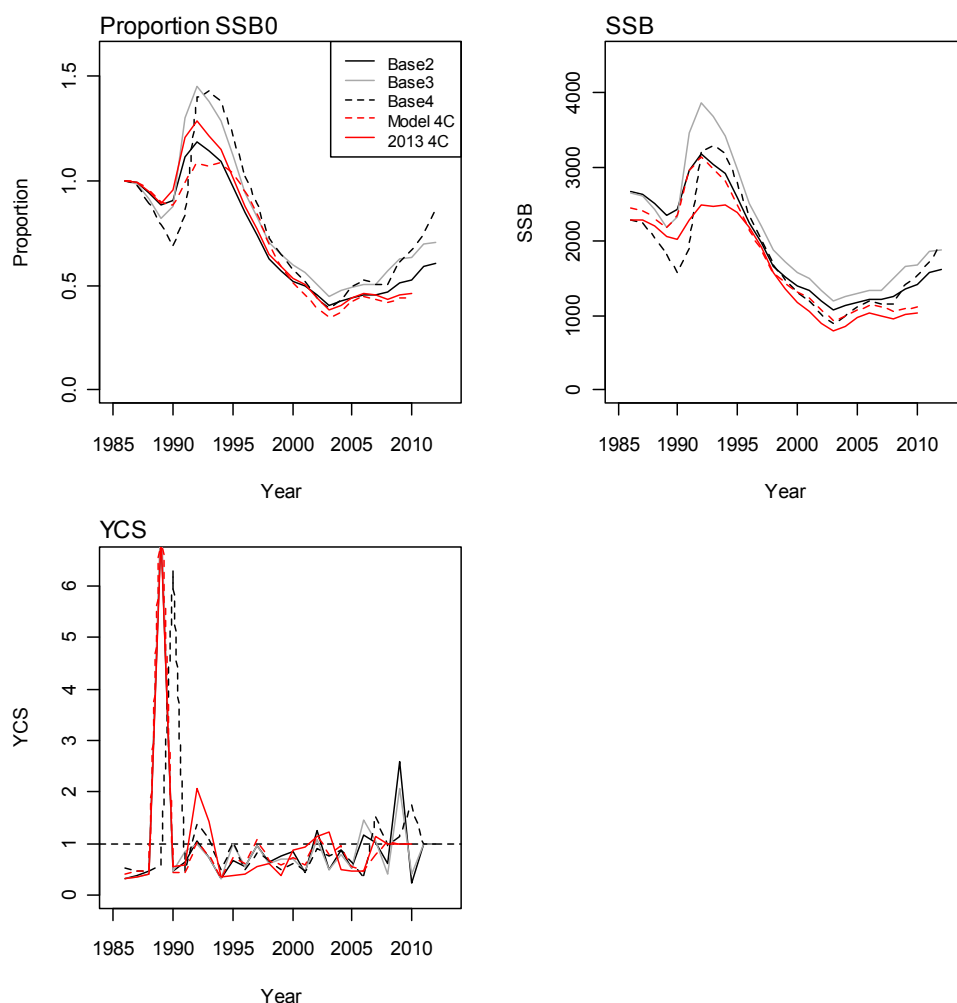 Proportion SSB0
Proportion
0.0
0.5
1.0
1.5
Base2
Base3
Base4
Model 4C
2013 4C
1985 1990 1995 2000 2005 2010
Year
SSB
SSB
0
1000
2000
3000
4000
1985 1990 1995 2000 2005 2010
Year
YCS
YCS
0
1
2
3
4
5
6
1985 1990 1995 2000 2005 2010
Year